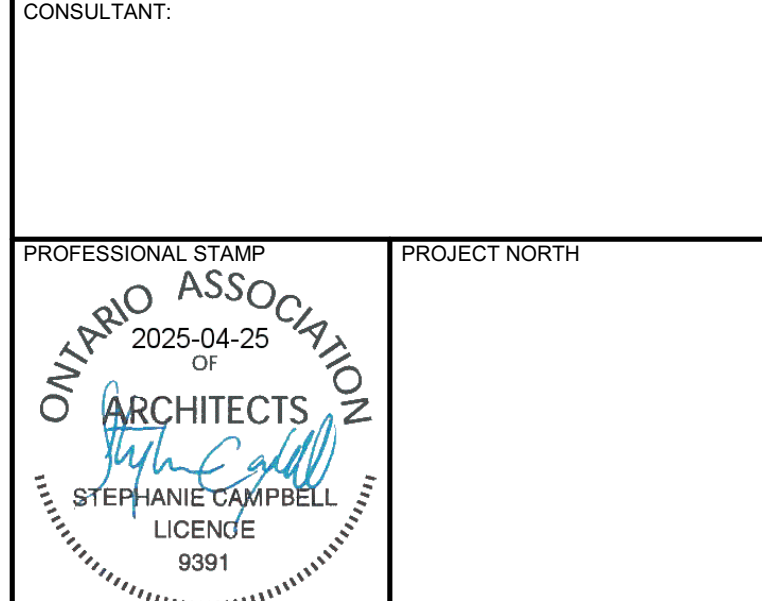 CONSULTANT:
PROFESSIONAL STAMP
PROJECT NORTH
ONTARIO ASSOCIATION
2025-04-25
OF
ARCHITECTS
STEPHANIE CAMPBELL
LICENCE
9391